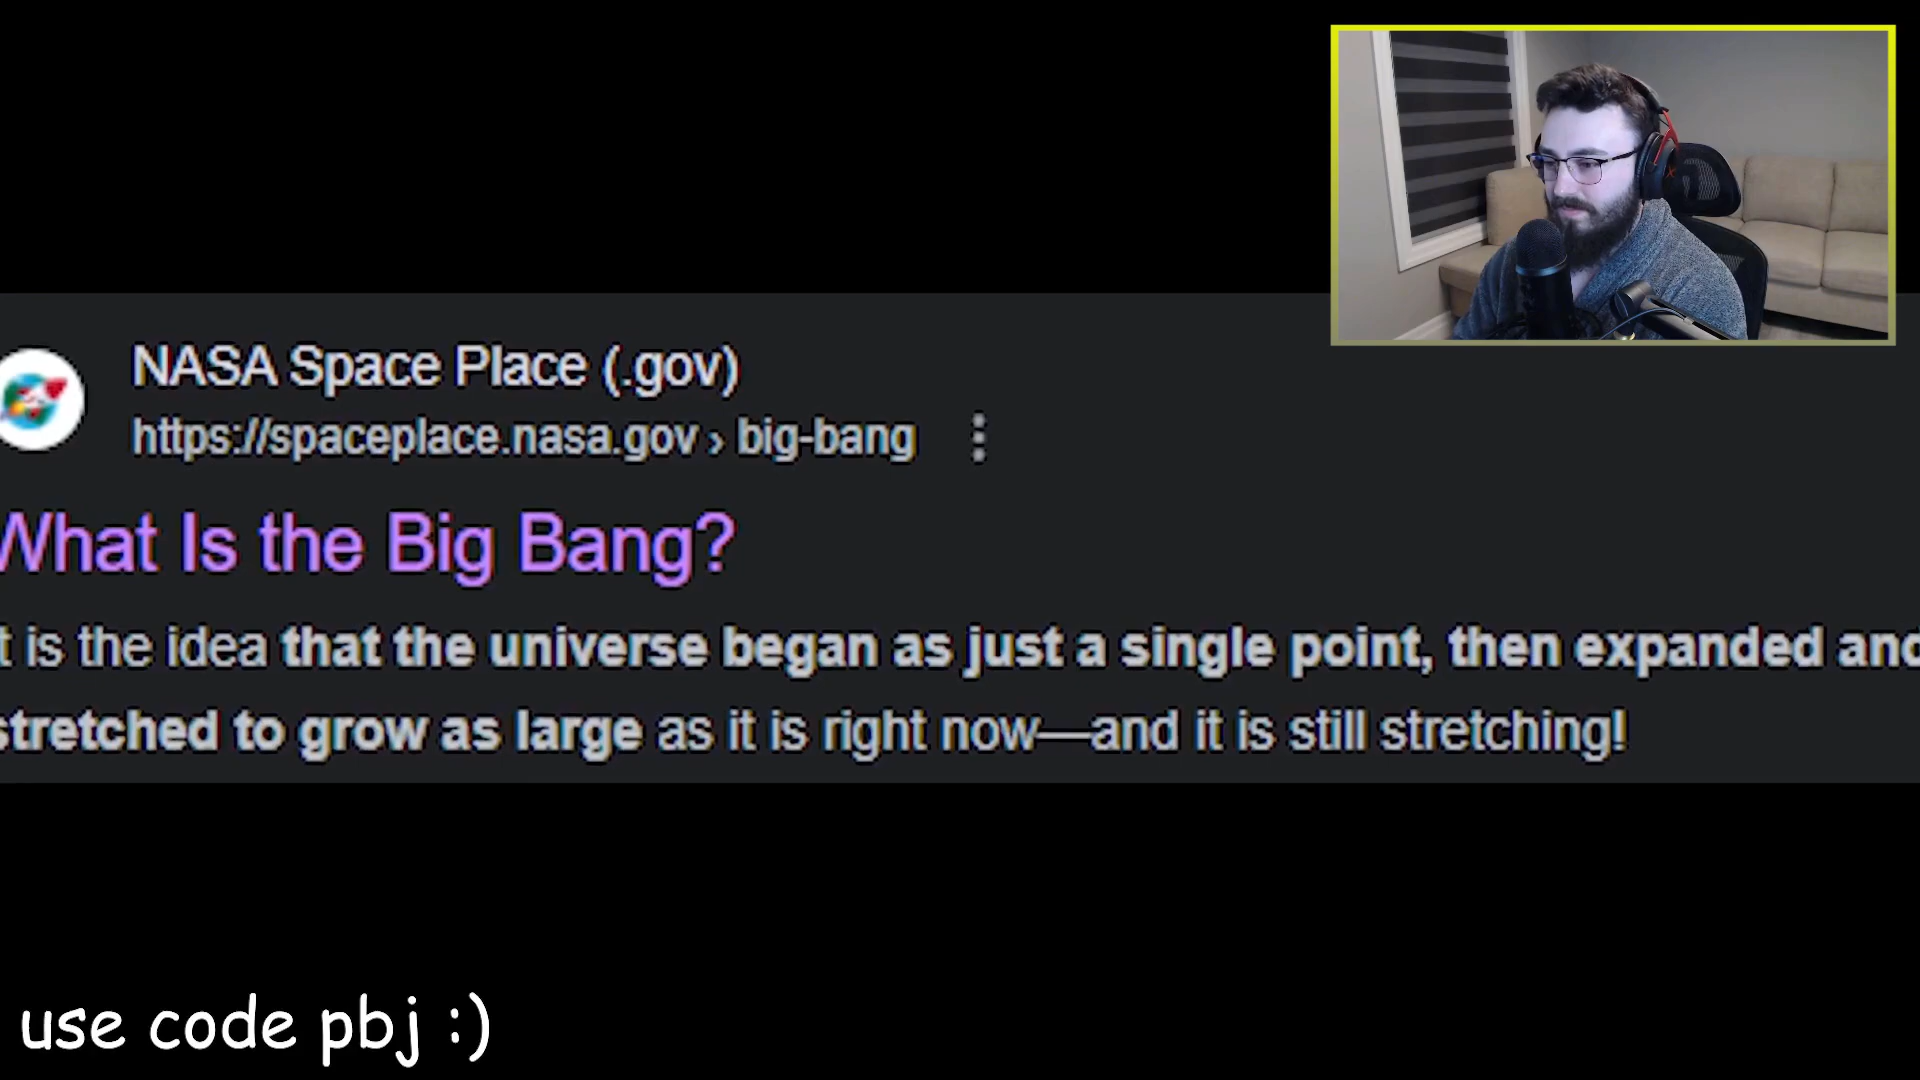 NASA Space Place (.gov)
https://spaceplace.nasa.gov › big-bang
What Is the Big Bang?
t is the idea that the universe began as just a single point, then expanded and
stretched to grow as large as it is right now—and it is still stretching!
use code pbj :)